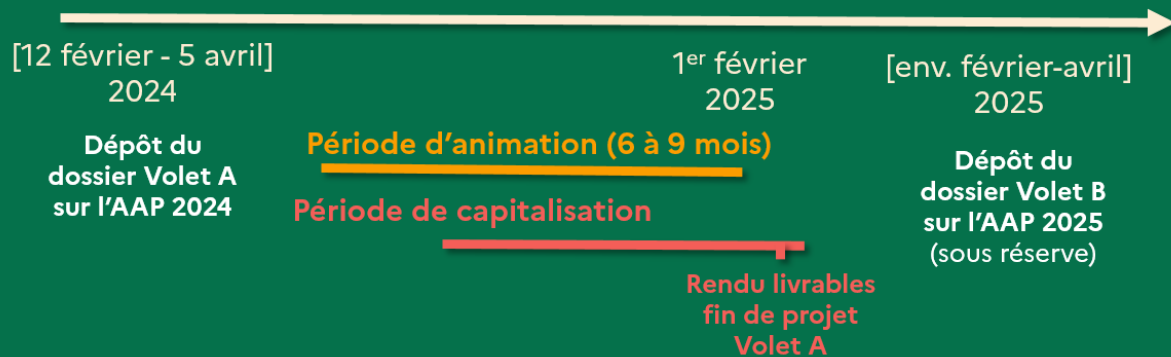 [12 février - 5 avril]
2024
Dépôt du
dossier Volet A
sur l'AAP 2024
Période d'animation (6 à 9 mois)
Période de capitalisation
1er février
2025
Rendu livrables
fin de projet
Volet A
[env. février-avril]
2025
Dépôt du
dossier Volet B
sur l'AAP 2025
(sous réserve)